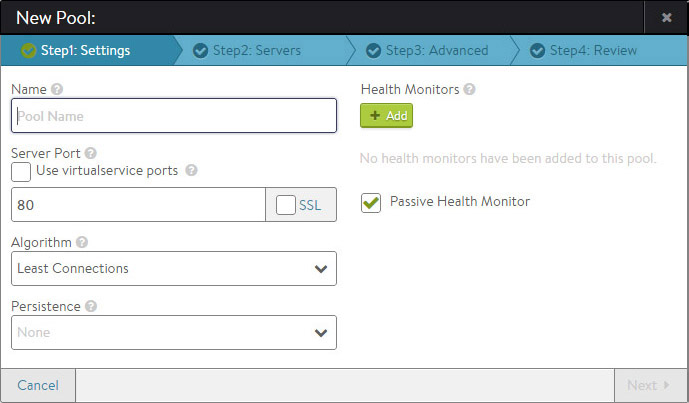 New Pool:
Step1: Settings
Step2: Servers
Step3: Advanced
Step4: Review
Name
Pool Name
Server Port
Use virtualservice ports
80
SSL
Algorithm
Least Connections
Persistence
None
Health Monitors
+ Add
No health monitors have been added to this pool.
Passive Health Monitor
Cancel
Next